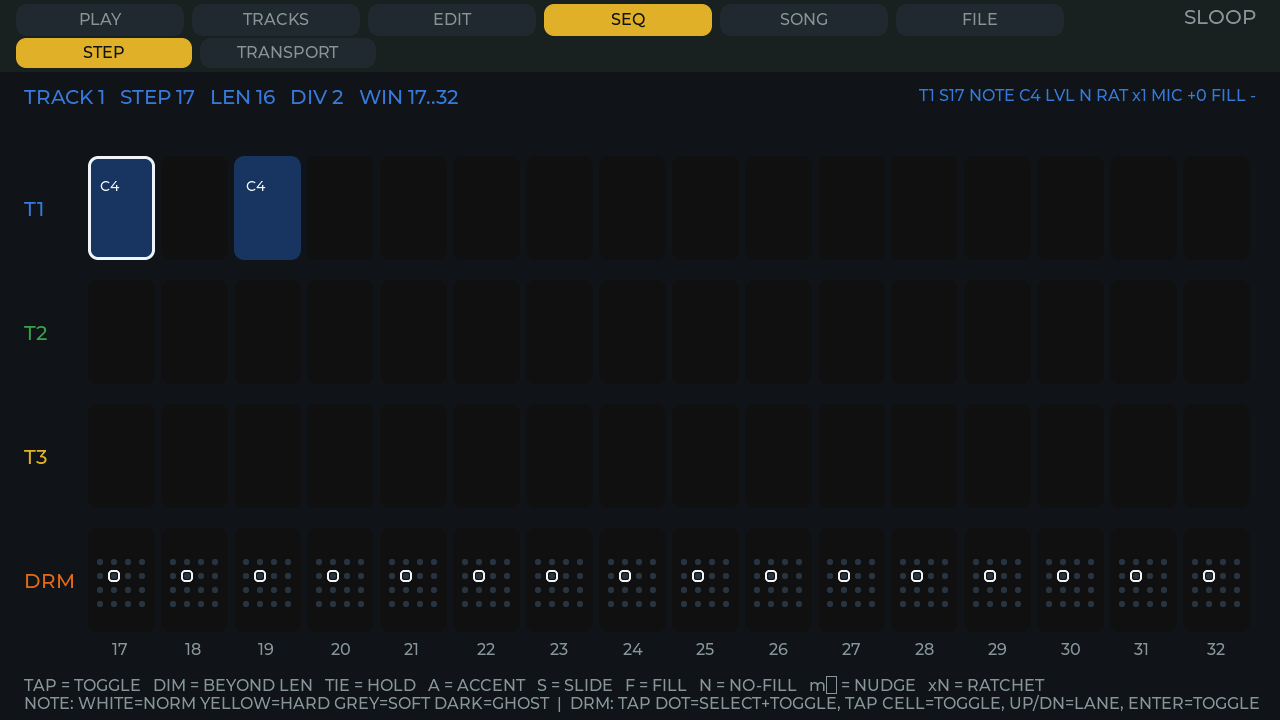 PLAY TRACKS EDIT SEQ SONG FILE SLOOP
STEP TRANSPORT
TRACK 1 STEP 17 LEN 16 DIV 2 WIN 17..32 T1 S17 NOTE C4 LVL N RAT x1 MIC +0 FILL -
T1 C4 C4
T2
T3
DRM
17 18 19 20 21 22 23 24 25 26 27 28 29 30 31 32
TAP = TOGGLE DIM = BEYOND LEN TIE = HOLD A = ACCENT S = SLIDE F = FILL N = NO-FILL m▯ = NUDGE xN = RATCHET
NOTE: WHITE=NORM YELLOW=HARD GREY=SOFT DARK=GHOST | DRM: TAP DOT=SELECT+TOGGLE, TAP CELL=TOGGLE, UP/DN=LANE, ENTER=TOGGLE